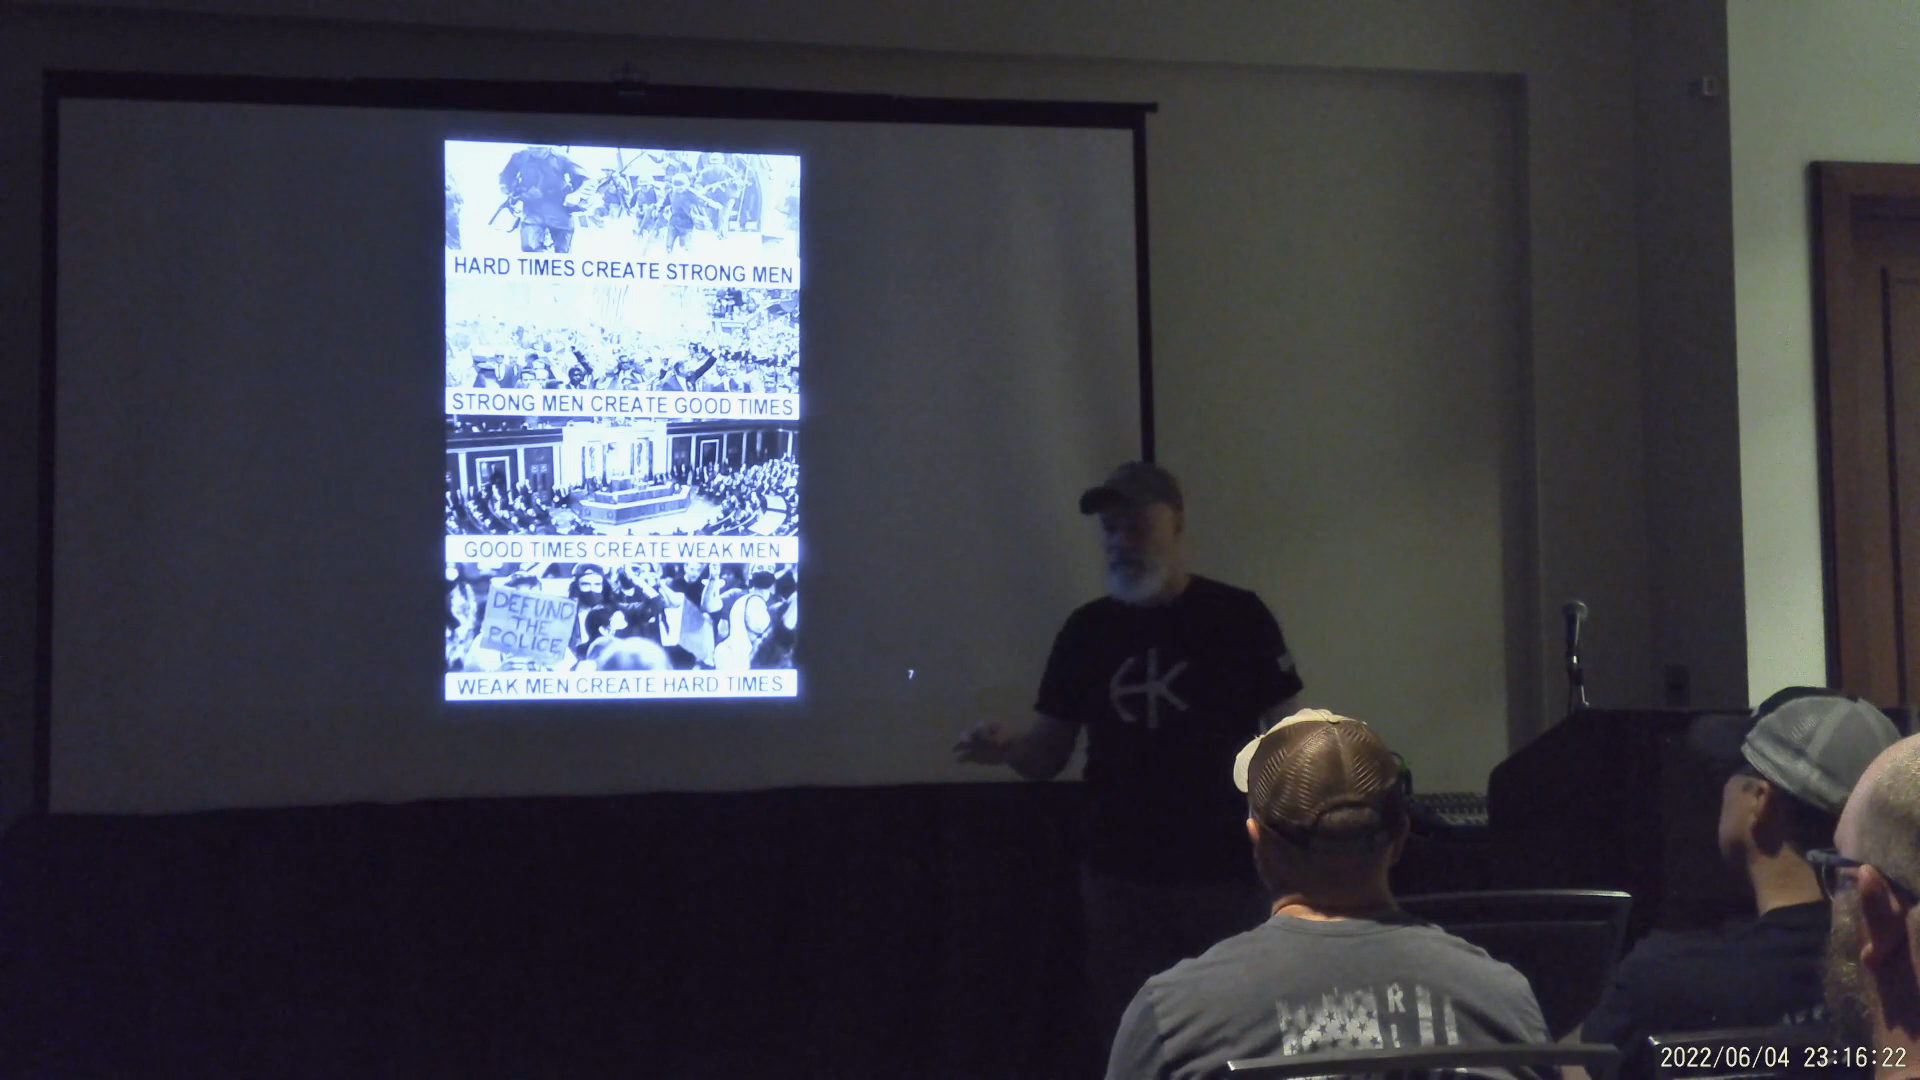 HARD TIMES CREATE STRONG MEN
STRONG MEN CREATE GOOD TIMES
GOOD TIMES CREATE WEAK MEN
DEFUND
THE
POLICE
WEAK MEN CREATE HARD TIMES
7
2022/06/04 23:16:22